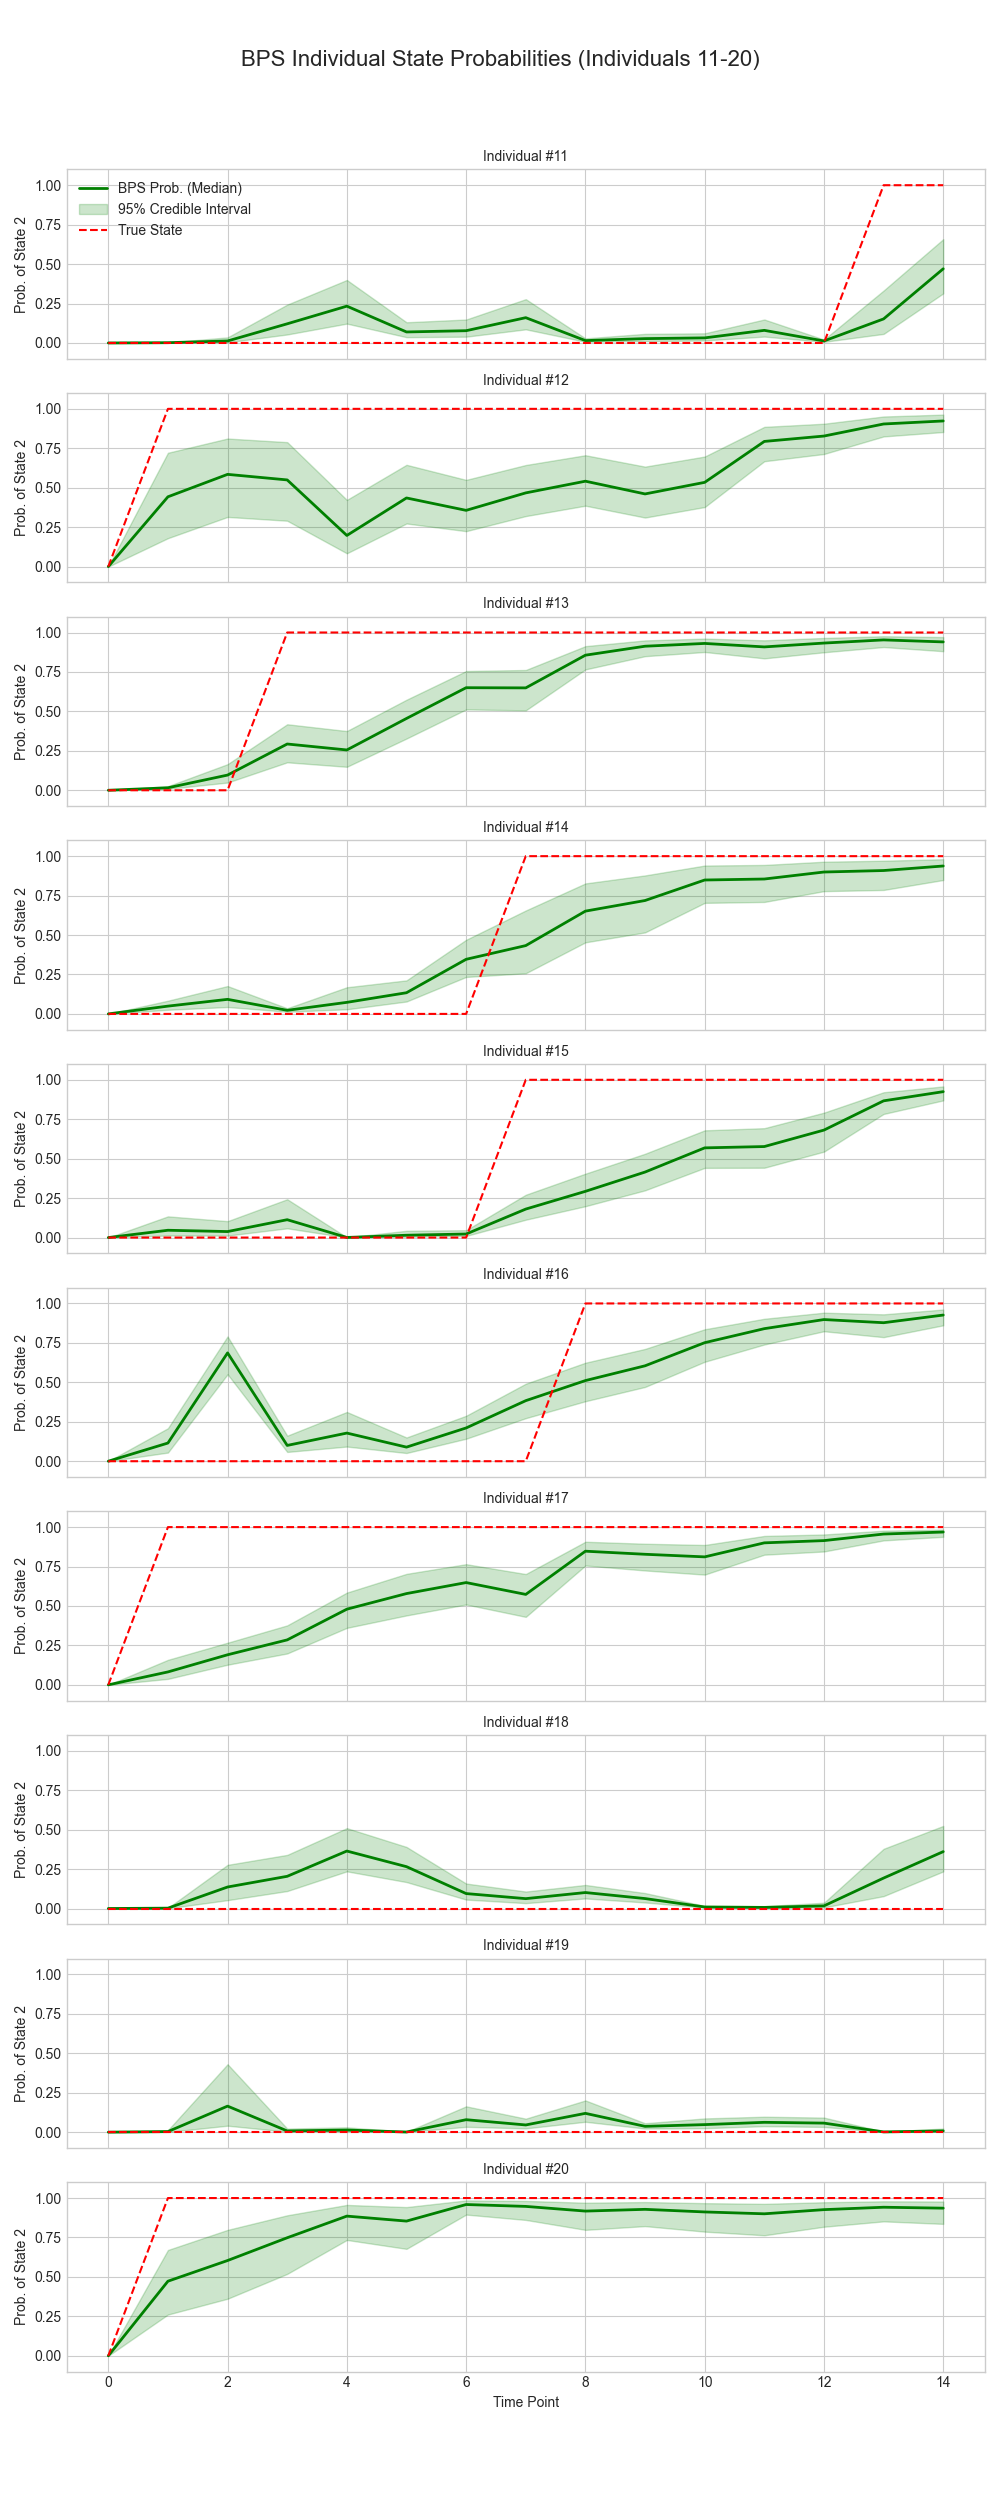 BPS Individual State Probabilities (Individuals 11-20)
Individual #11
BPS Prob. (Median)
95% Credible Interval
True State
Prob. of State 2
1.00
0.75
0.50
0.25
0.00
Individual #12
Prob. of State 2
1.00
0.75
0.50
0.25
0.00
Individual #13
Prob. of State 2
1.00
0.75
0.50
0.25
0.00
Individual #14
Prob. of State 2
1.00
0.75
0.50
0.25
0.00
Individual #15
Prob. of State 2
1.00
0.75
0.50
0.25
0.00
Individual #16
Prob. of State 2
1.00
0.75
0.50
0.25
0.00
Individual #17
Prob. of State 2
1.00
0.75
0.50
0.25
0.00
Individual #18
Prob. of State 2
1.00
0.75
0.50
0.25
0.00
Individual #19
Prob. of State 2
1.00
0.75
0.50
0.25
0.00
Individual #20
Prob. of State 2
1.00
0.75
0.50
0.25
0.00
0 2 4 6 8 10 12 14
Time Point